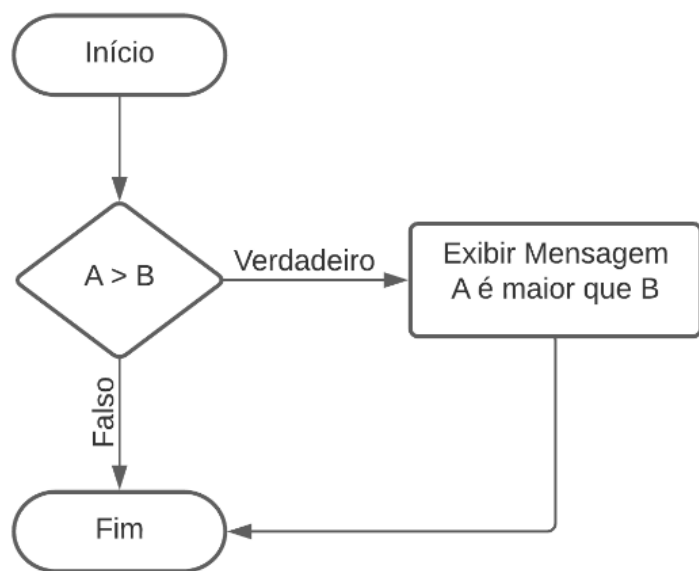 Início
A > B
Verdadeiro
Exibir Mensagem
A é maior que B
Falso
Fim